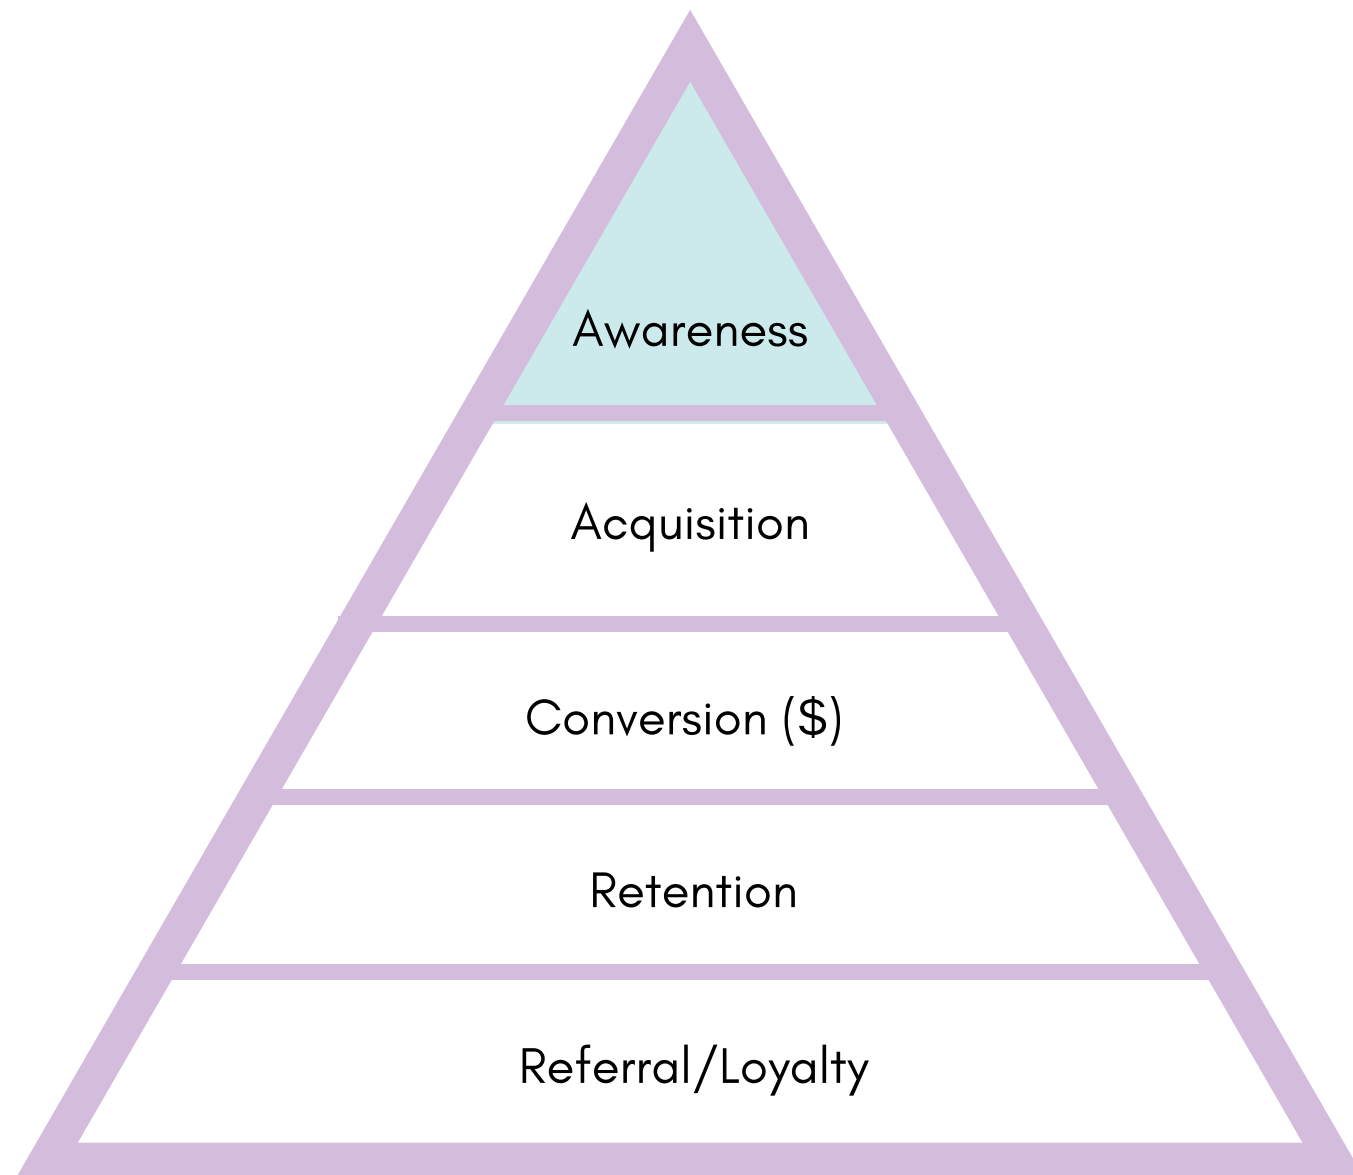 Awareness
Acquisition
Conversion ($)
Retention
Referral/Loyalty